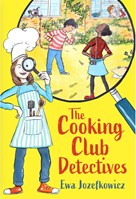 The
Cooking
Club
Detectives
Ewa Jozefkowicz